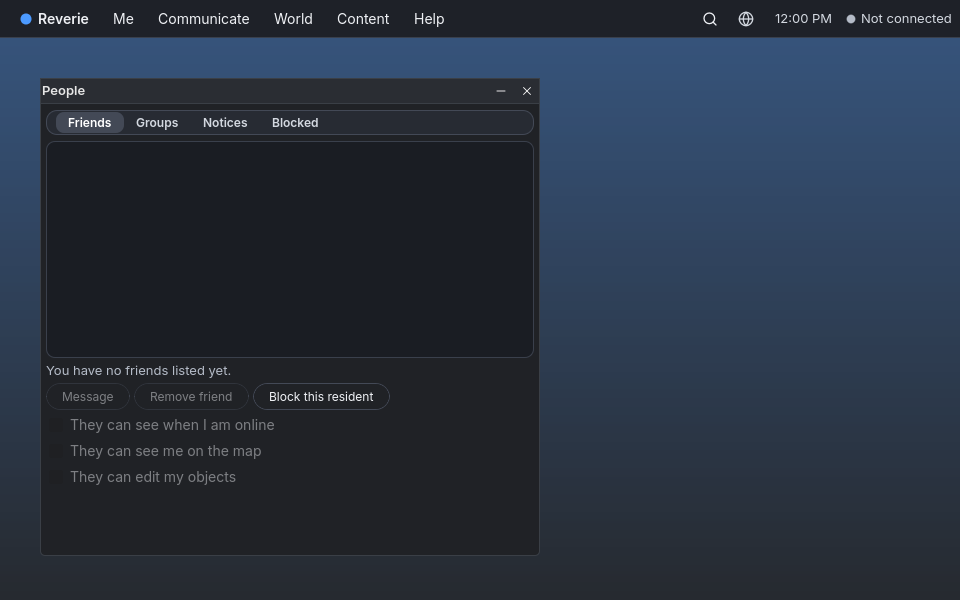 Reverie Me Communicate World Content Help 12:00 PM Not connected
People
Friends Groups Notices Blocked
You have no friends listed yet.
Message Remove friend Block this resident
They can see when I am online
They can see me on the map
They can edit my objects